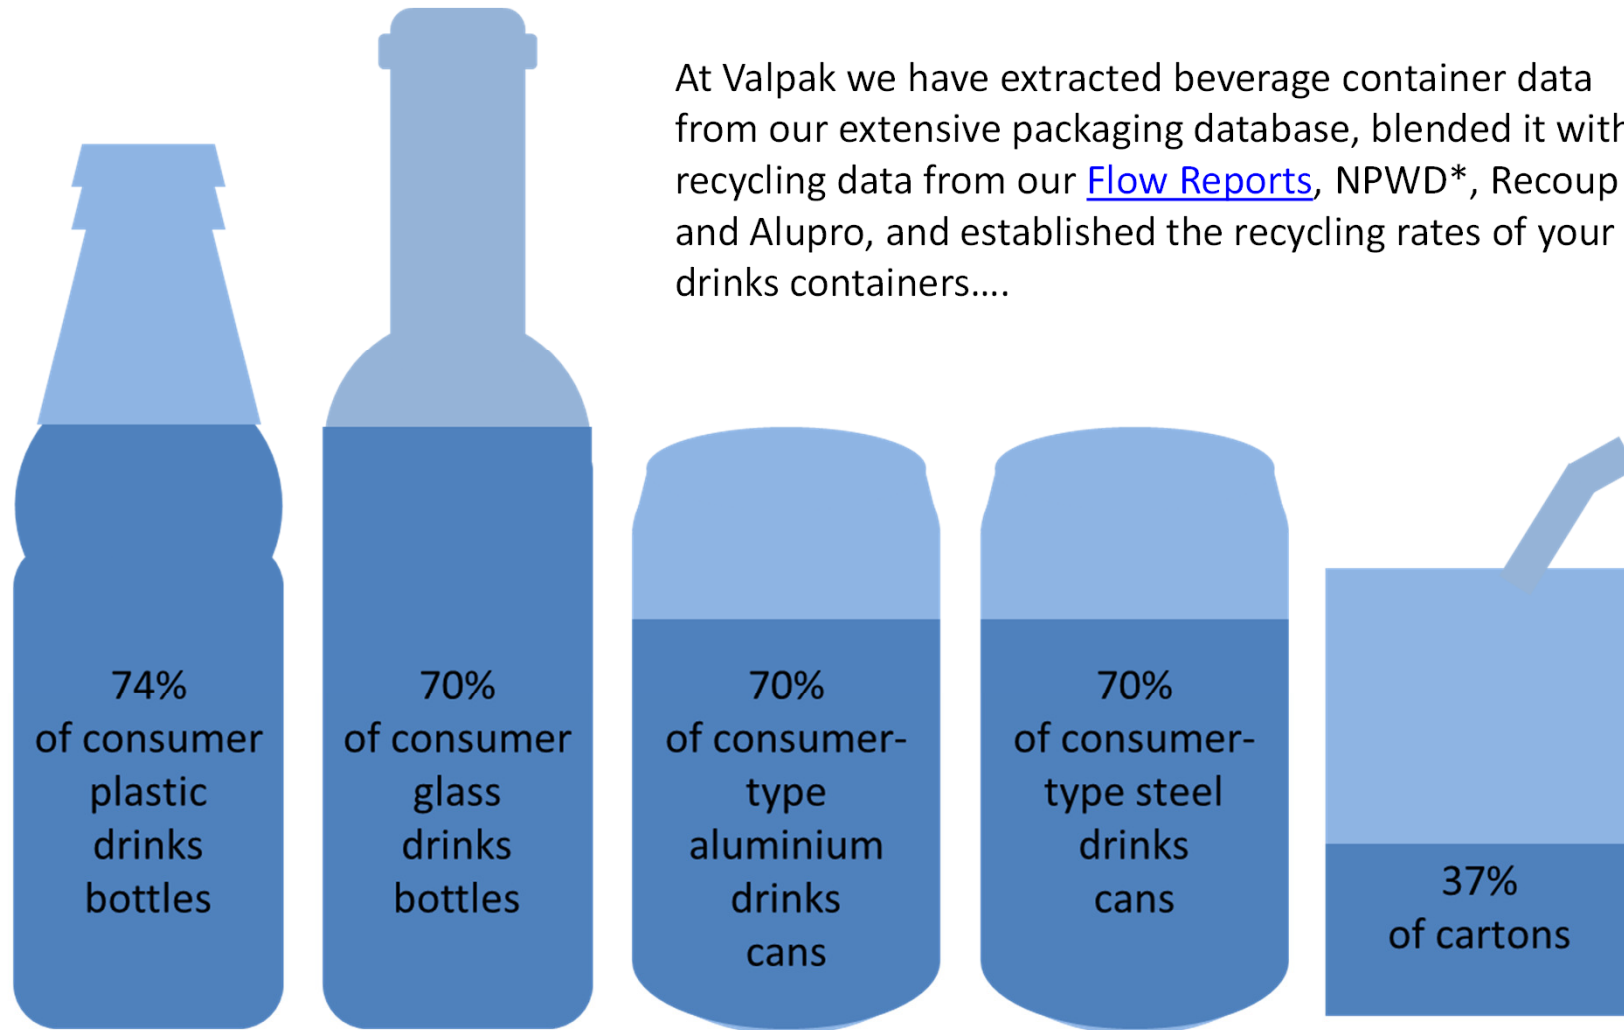 At Valpak we have extracted beverage container data
from our extensive packaging database, blended it with
recycling data from our Flow Reports, NPWD*, Recoup
and Alupro, and established the recycling rates of your
drinks containers....
74%
of consumer
plastic
drinks
bottles
70%
of consumer
glass
drinks
bottles
70%
of consumer-
type
aluminium
drinks
cans
70%
of consumer-
type steel
drinks
cans
37%
of cartons